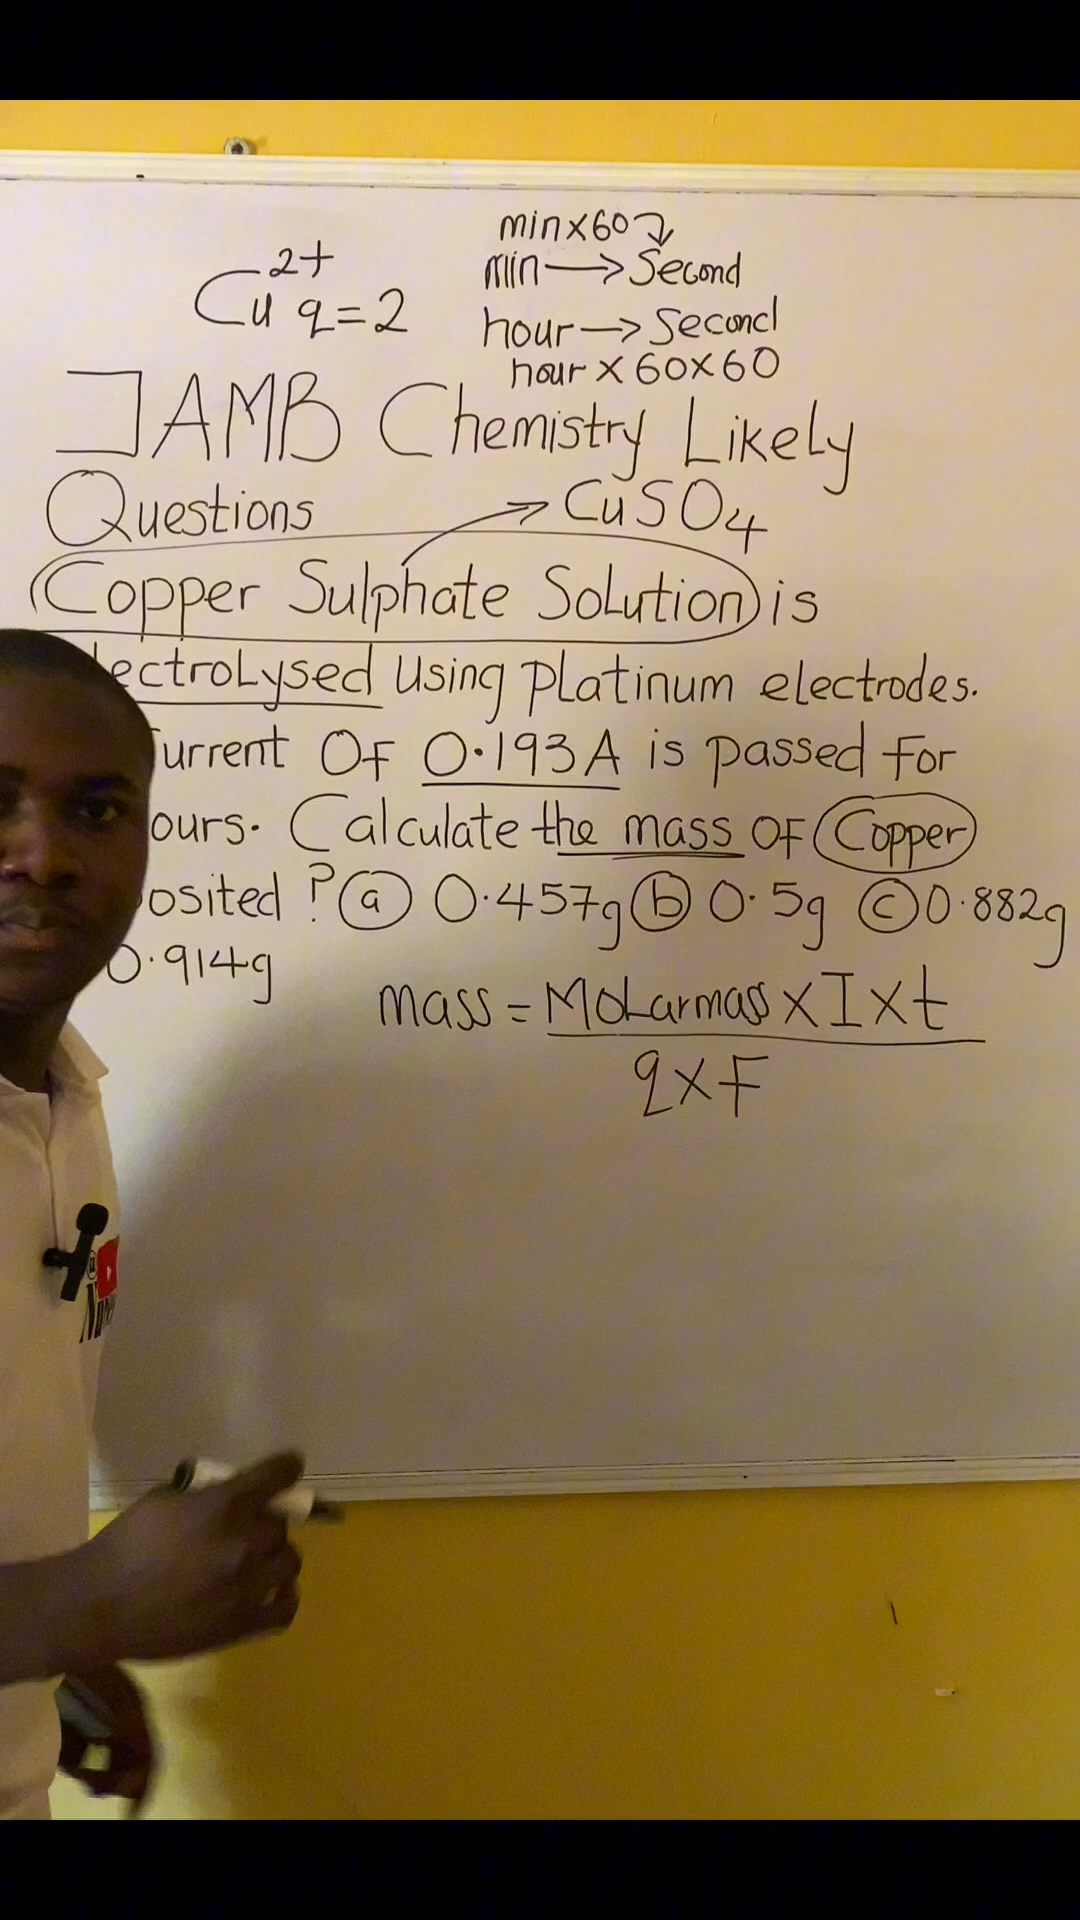 Cu²⁺ q=2
min×60
min → Second
hour → Second
hour × 60×60
JAMB Chemistry Likely
Questions → CuSO₄
Copper Sulphate Solution is
lectrolysed using platinum electrodes.
urrent Of 0.193A is passed for
ours. Calculate the mass OF Copper
osited? (a) 0.457g (b) 0.5g (c) 0.882g
0.914g
mass = Molarmass × I × t
q × F